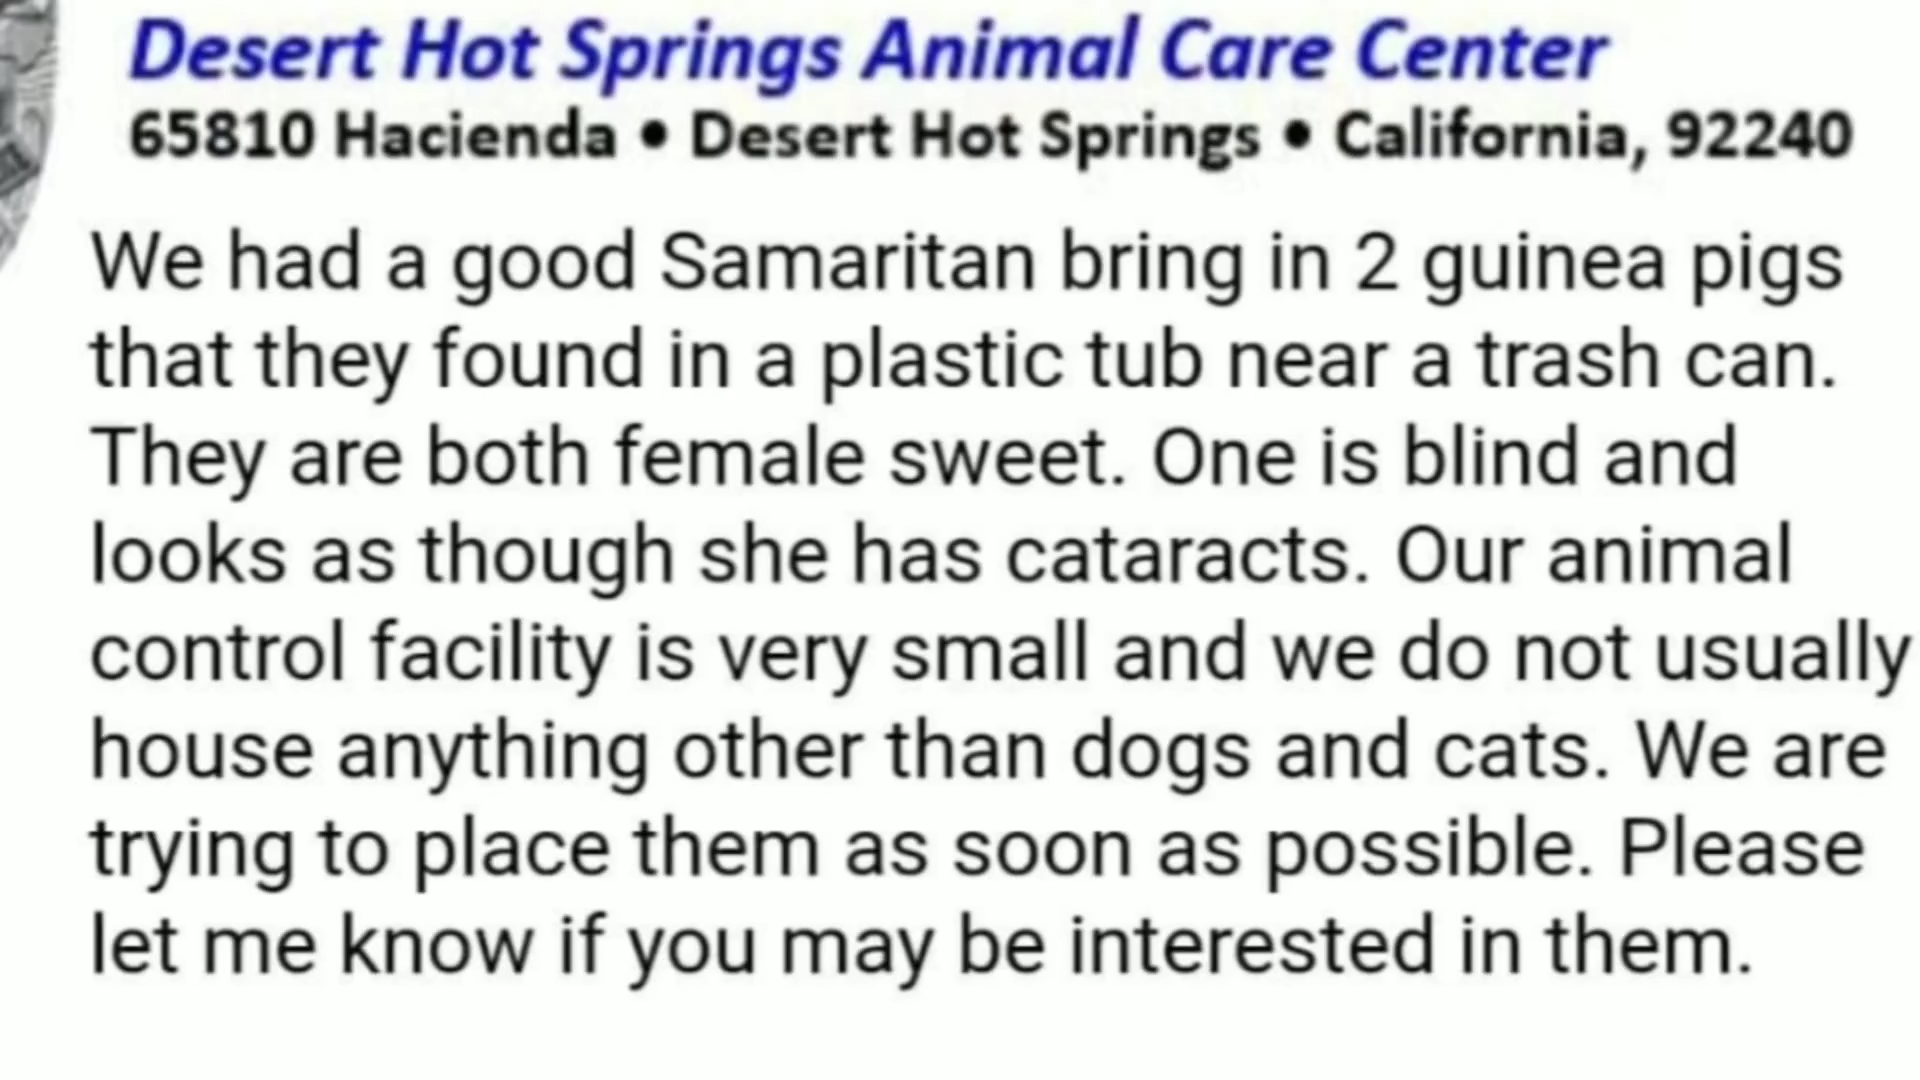 Desert Hot Springs Animal Care Center
65810 Hacienda • Desert Hot Springs • California, 92240
We had a good Samaritan bring in 2 guinea pigs
that they found in a plastic tub near a trash can.
They are both female sweet. One is blind and
looks as though she has cataracts. Our animal
control facility is very small and we do not usually
house anything other than dogs and cats. We are
trying to place them as soon as possible. Please
let me know if you may be interested in them.